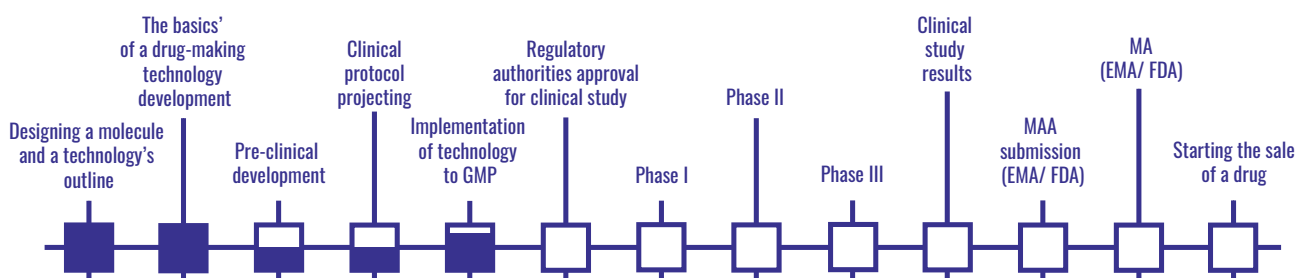 Designing a molecule
and a technology's
outline
The basics'
of a drug-making
technology
development
Pre-clinical
development
Clinical
protocol
projecting
Implementation
of technology
to GMP
Regulatory
authorities approval
for clinical study
Phase I
Phase II
Phase III
Clinical
study
results
MAA
submission
(EMA/ FDA)
MA
(EMA/ FDA)
Starting the sale
of a drug